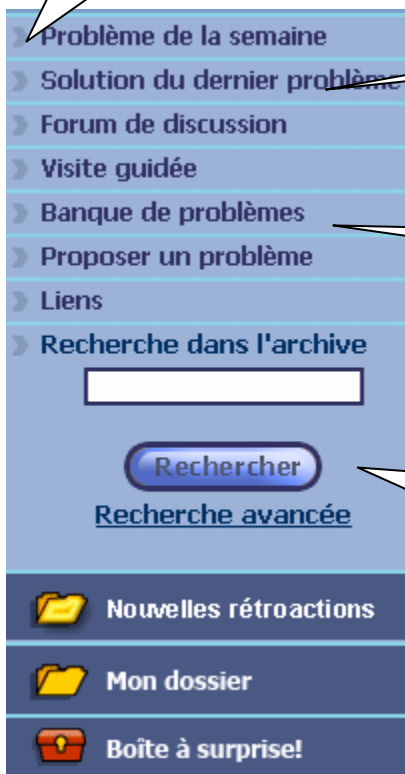 Problème de la semaine
Solution du dernier problème
Forum de discussion
Visite guidée
Banque de problèmes
Proposer un problème
Liens
Recherche dans l'archive
Rechercher
Recherche avancée
Nouvelles rétroactions
Mon dossier
Boîte à surprise!